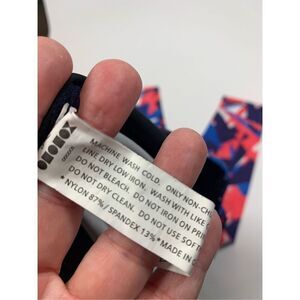 MACHINE WASH COLD. ONLY NON-CHL
LINE DRY LOW IRON. WASH WITH LIKE
DO NOT BLEACH. DO NOT IRON ON PRI
DO NOT DRY CLEAN. DO NOT USE SOFT
* NYLON 87%/ SPANDEX 13%* MADE IN C